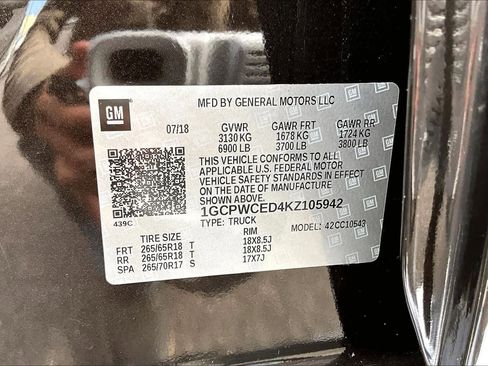 GM
MFD BY GENERAL MOTORS LLC
07/18 GVWR GAWR FRT GAWR RR
3130 KG 1678 KG 1724 KG
6900 LB 3700 LB 3800 LB
THIS VEHICLE CONFORMS TO ALL
APPLICABLE U.S. FEDERAL MOTOR
VEHICLE SAFETY AND THEFT
PREVENTION STANDARDS IN EFFECT
ON THE DATE OF MANUFACTURE
SHOWN ABOVE.
1GCPWCED4KZ105942
439C TYPE: TRUCK MODEL: 42CC10543
TIRE SIZE RIM
FRT 265/65R18 T 18X8.5J
RR 265/65R18 T 18X8.5J
SPA 265/70R17 S 17X7J